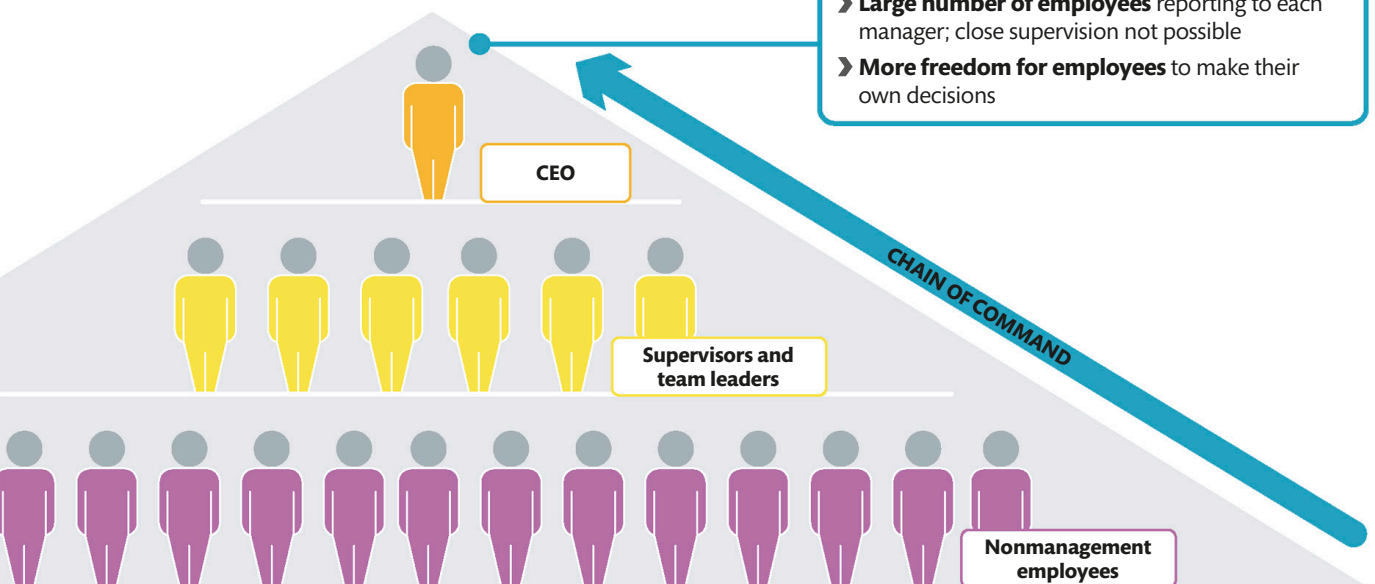 ❯ Large number of employees reporting to each
manager; close supervision not possible
❯ More freedom for employees to make their
own decisions
CEO
CHAIN OF COMMAND
Supervisors and
team leaders
Nonmanagement
employees